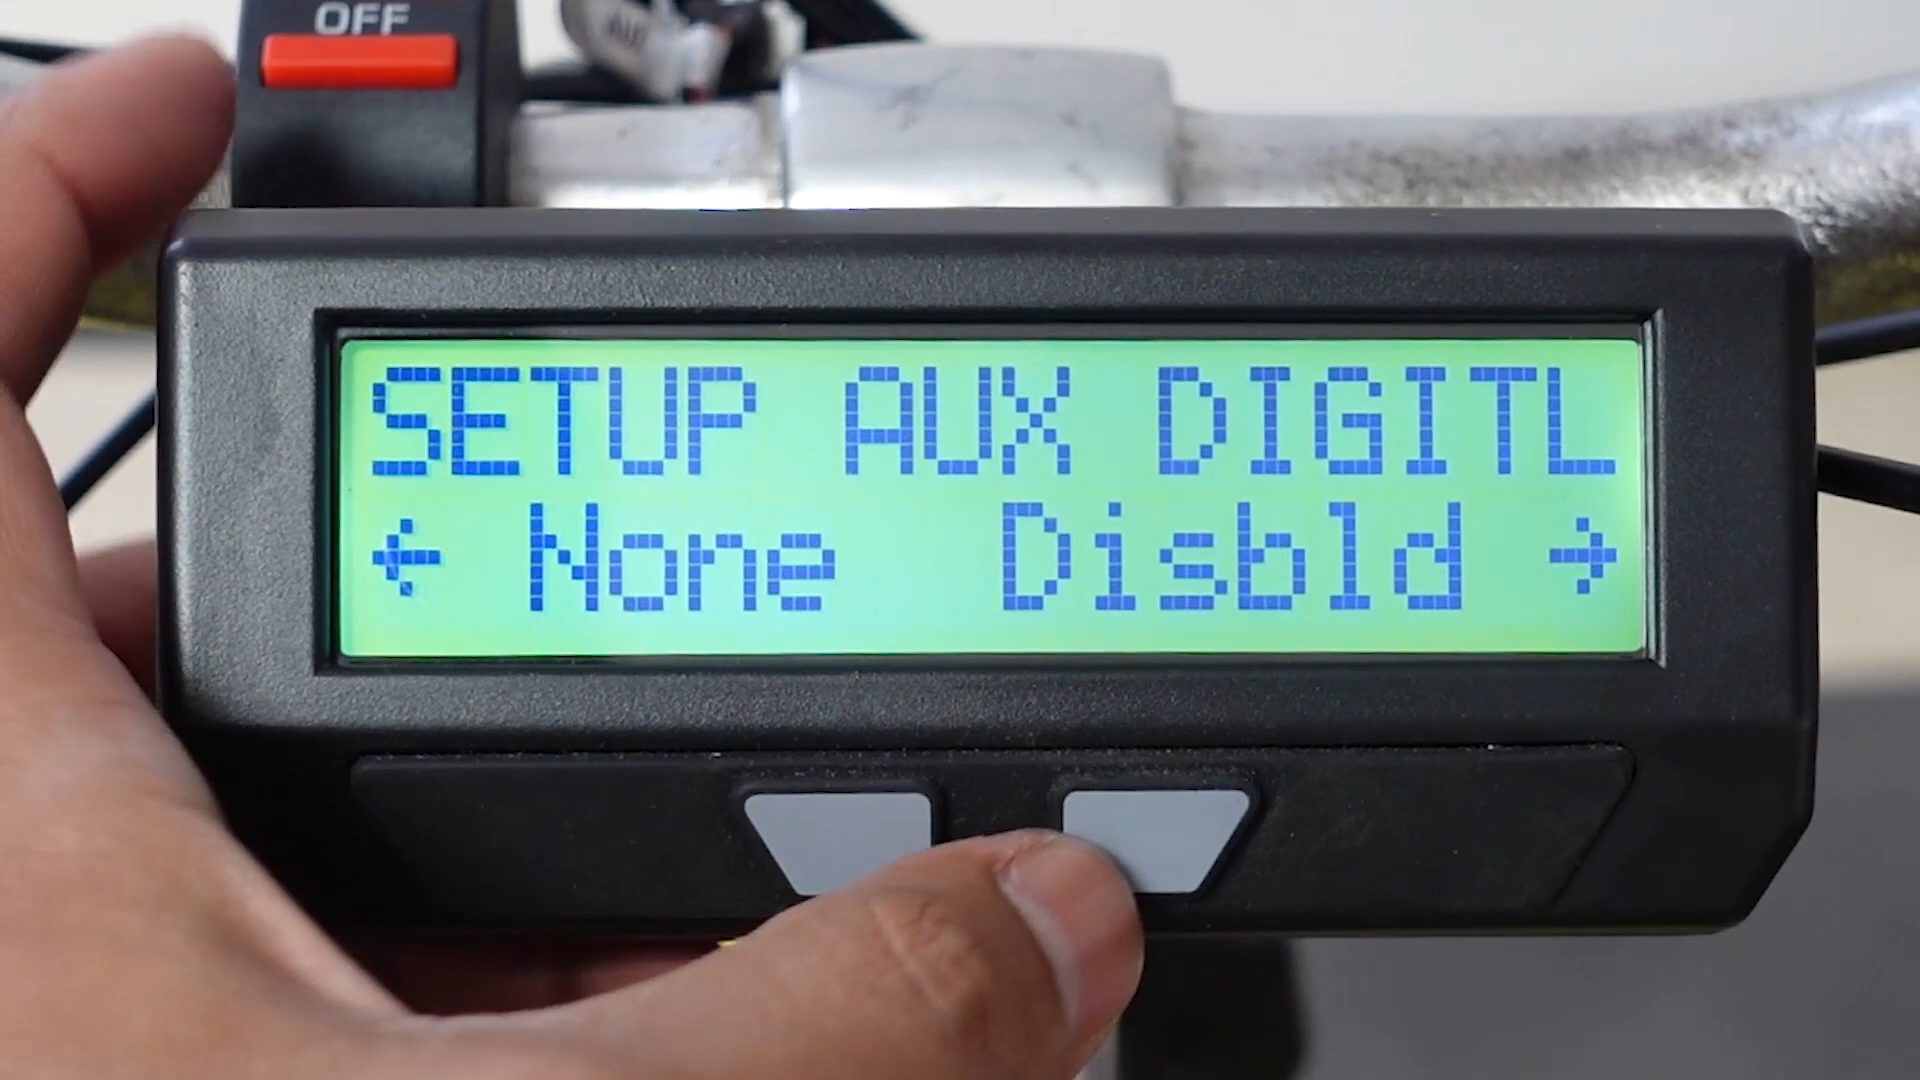 OFF
SETUP AUX DIGITL
← None Disbld →